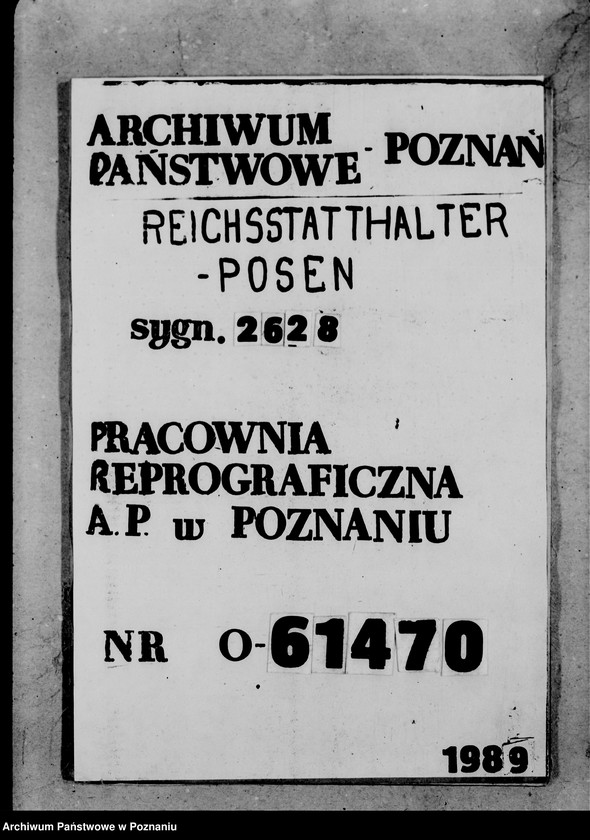 ARCHIWUM
PAŃSTWOWE - POZNAŃ
REICHSSTATTHALTER
-POSEN
sygn. 2628
PRACOWNIA
REPROGRAFICZNA
A.P. w POZNANIU
NR O-61470
1989
Archiwum Państwowe w Poznaniu